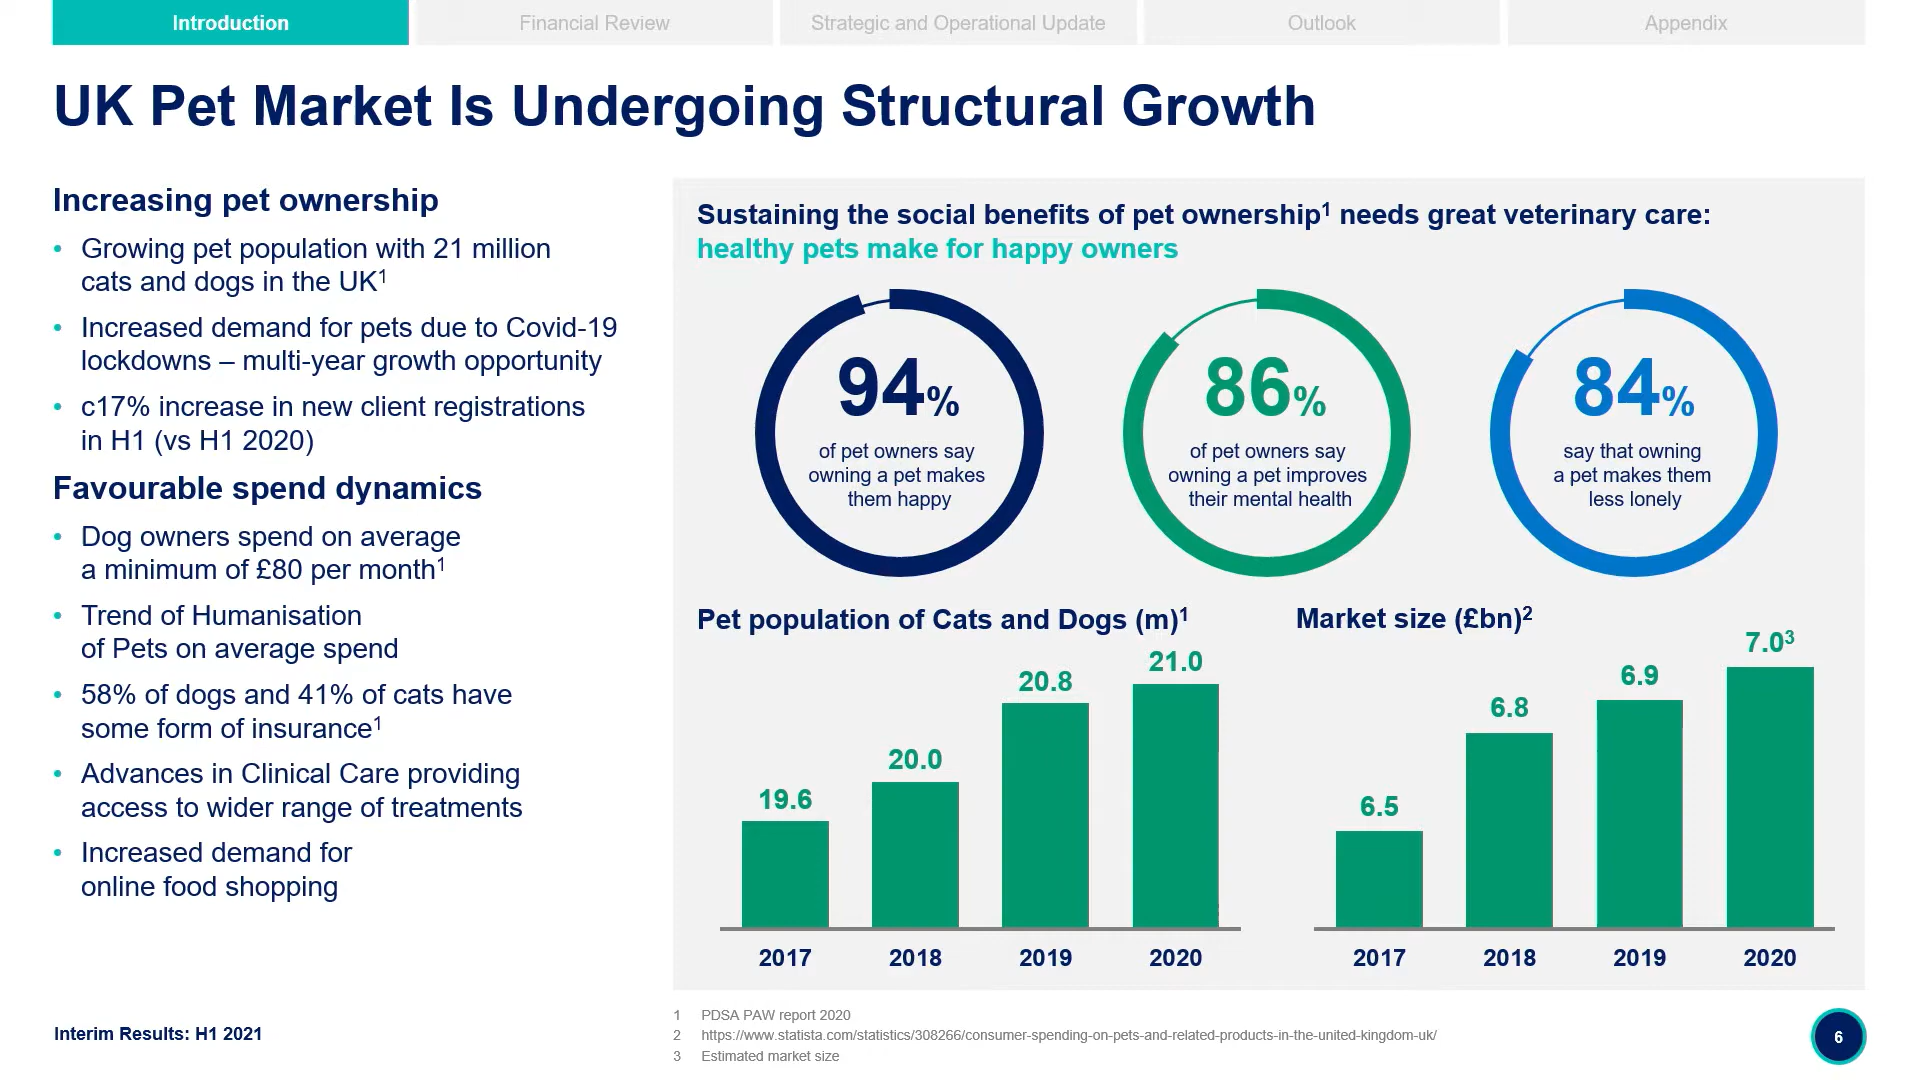 Introduction
Financial Review
Strategic and Operational Update
Outlook
Appendix
UK Pet Market Is Undergoing Structural Growth
Increasing pet ownership
• Growing pet population with 21 million
cats and dogs in the UK¹
• Increased demand for pets due to Covid-19
lockdowns – multi-year growth opportunity
• c17% increase in new client registrations
in H1 (vs H1 2020)
Favourable spend dynamics
• Dog owners spend on average
a minimum of £80 per month¹
• Trend of Humanisation
of Pets on average spend
• 58% of dogs and 41% of cats have
some form of insurance¹
• Advances in Clinical Care providing
access to wider range of treatments
• Increased demand for
online food shopping
Sustaining the social benefits of pet ownership¹ needs great veterinary care:
healthy pets make for happy owners
94%
of pet owners say
owning a pet makes
them happy
86%
of pet owners say
owning a pet improves
their mental health
84%
say that owning
a pet makes them
less lonely
Pet population of Cats and Dogs (m)¹
19.6
20.0
20.8
21.0
2017
2018
2019
2020
Market size (£bn)²
6.5
6.8
6.9
7.0³
2017
2018
2019
2020
1 PDSA PAW report 2020
2 https://www.statista.com/statistics/308266/consumer-spending-on-pets-and-related-products-in-the-united-kingdom-uk/
3 Estimated market size
Interim Results: H1 2021
6